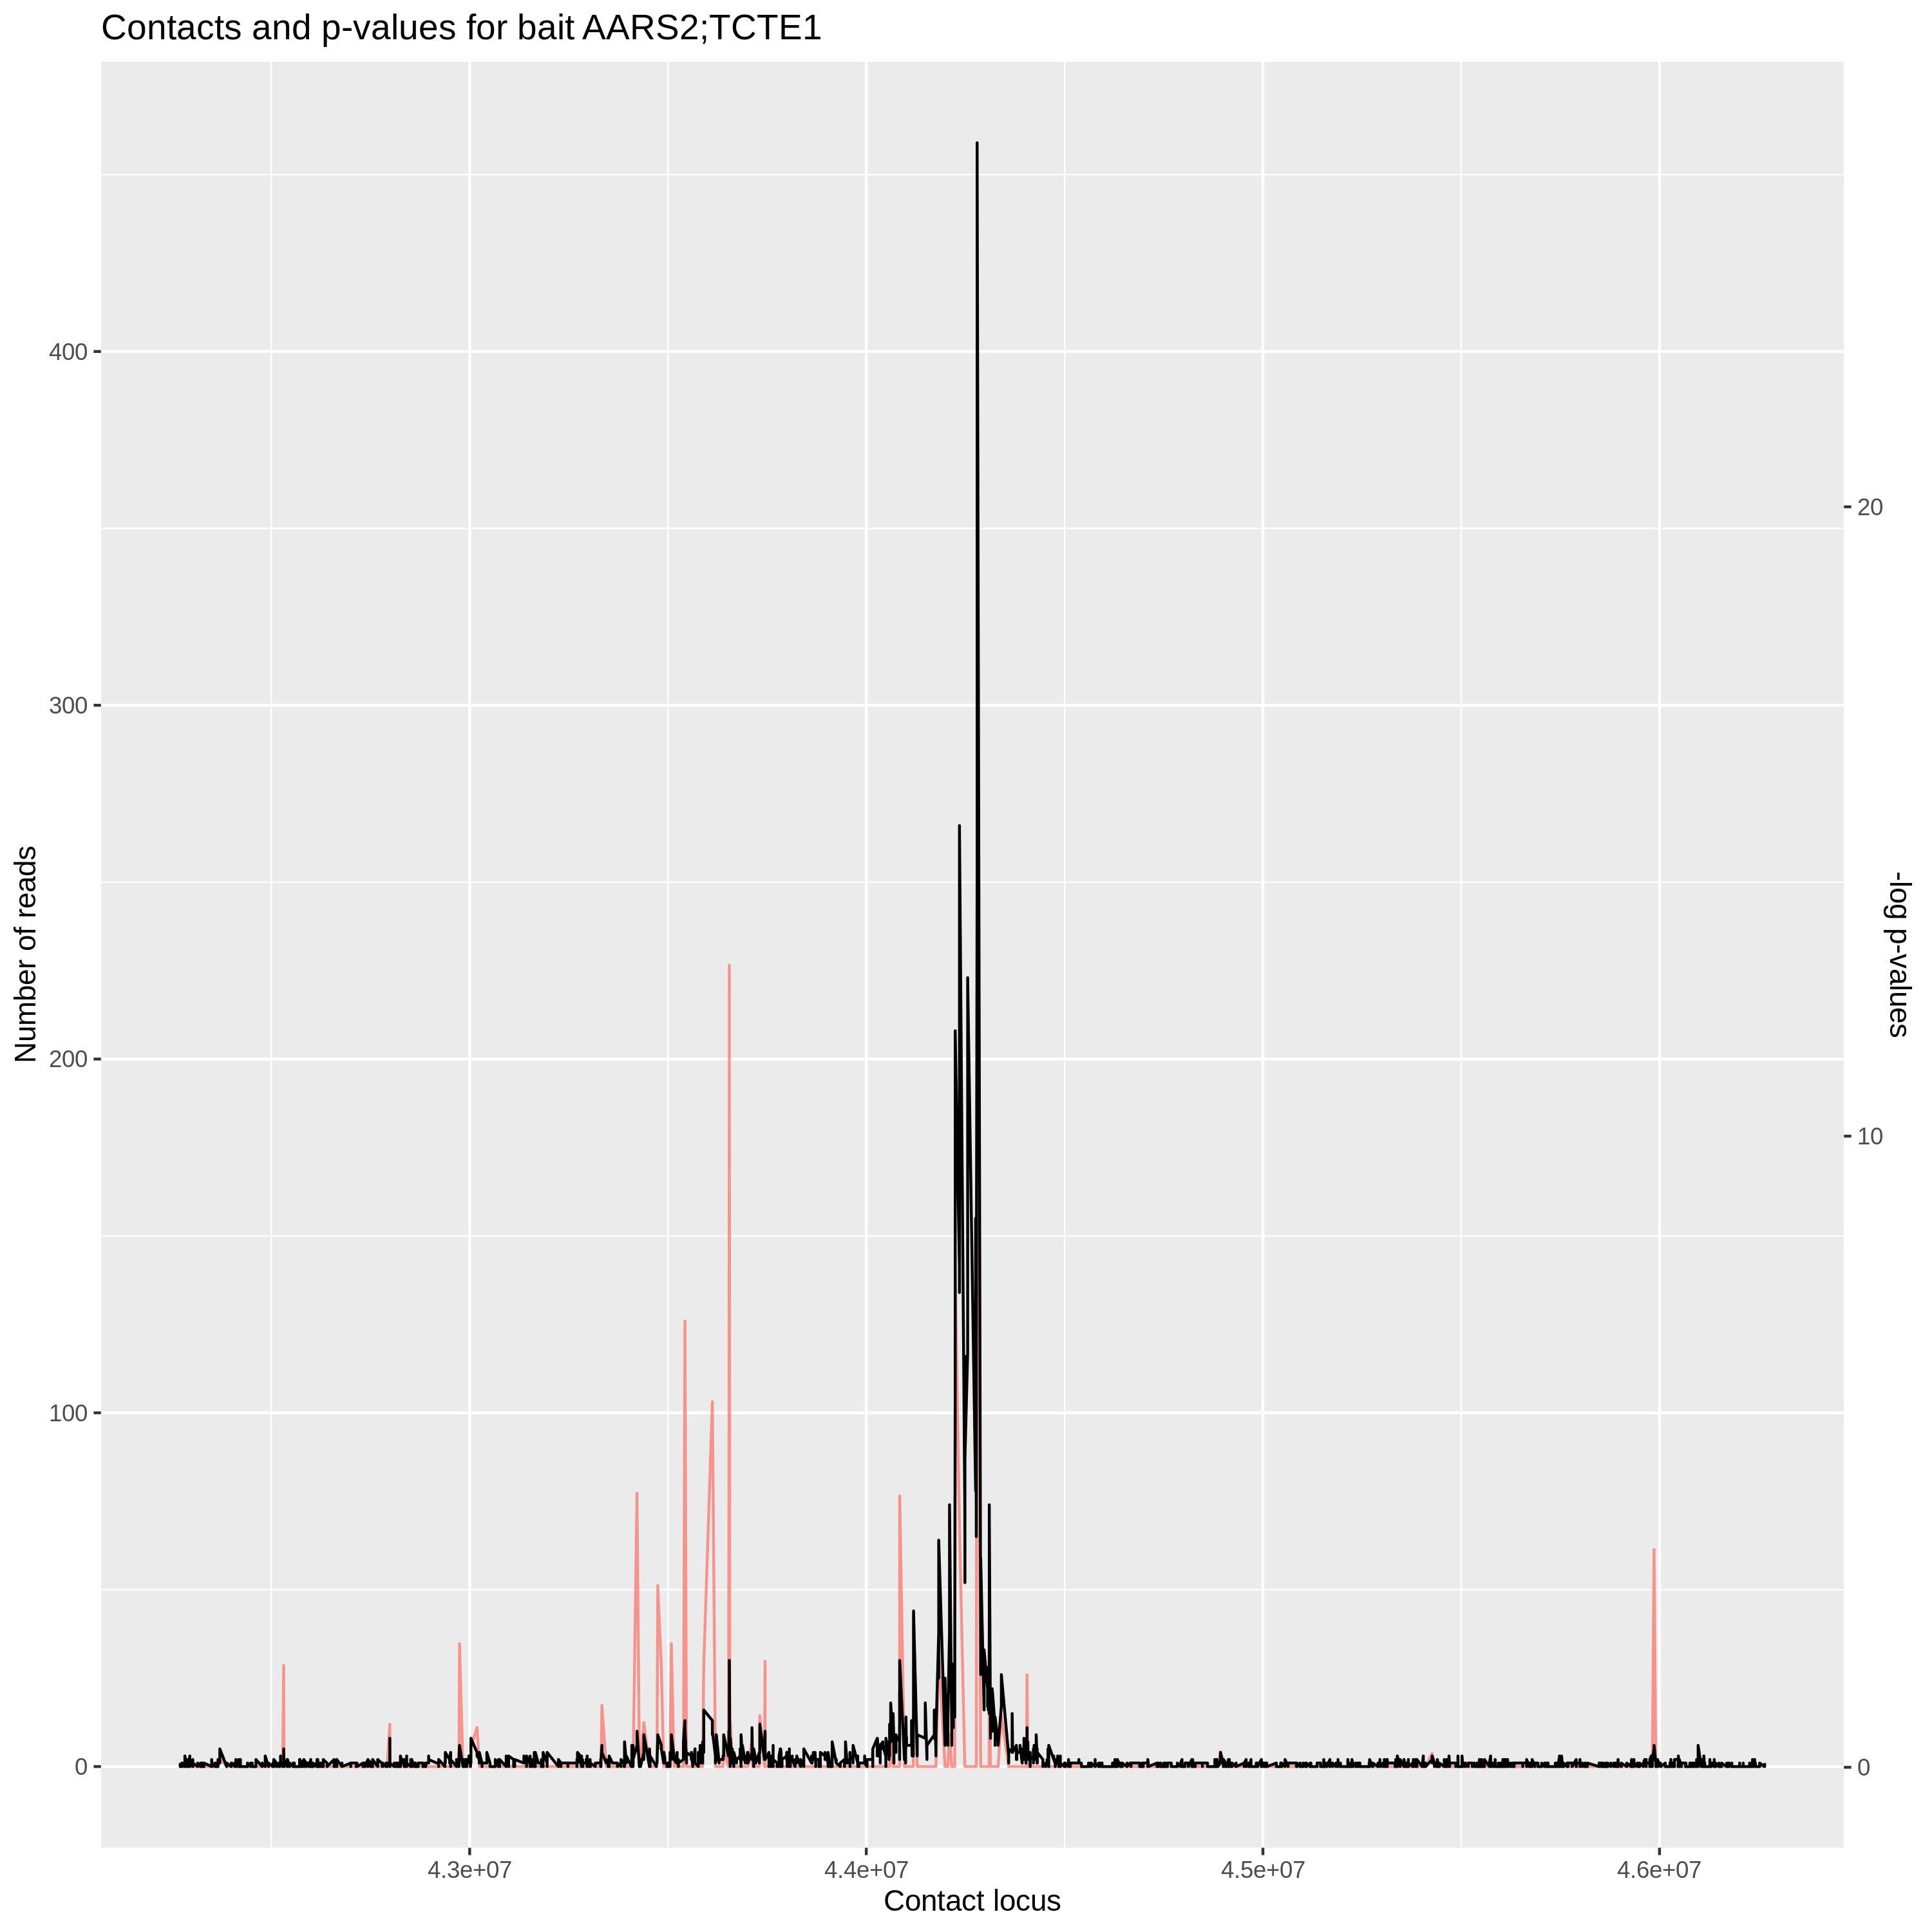 Contacts and p-values for bait AARS2;TCTE1
400
300
200
100
0
Number of reads
20
10
0
-log p-values
4.3e+07
4.4e+07
4.5e+07
4.6e+07
Contact locus